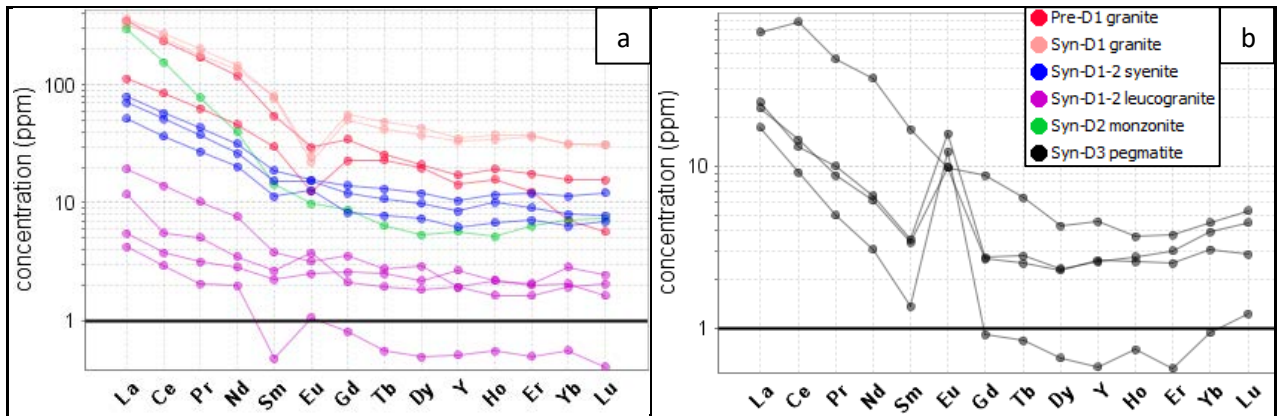 a
concentration (ppm)
100
10
1
La Ce Pr Nd Sm Eu Gd Tb Dy Y Ho Er Yb Lu
b
concentration (ppm)
10
1
La Ce Pr Nd Sm Eu Gd Tb Dy Y Ho Er Yb Lu
Pre-D1 granite
Syn-D1 granite
Syn-D1-2 syenite
Syn-D1-2 leucogranite
Syn-D2 monzonite
Syn-D3 pegmatite